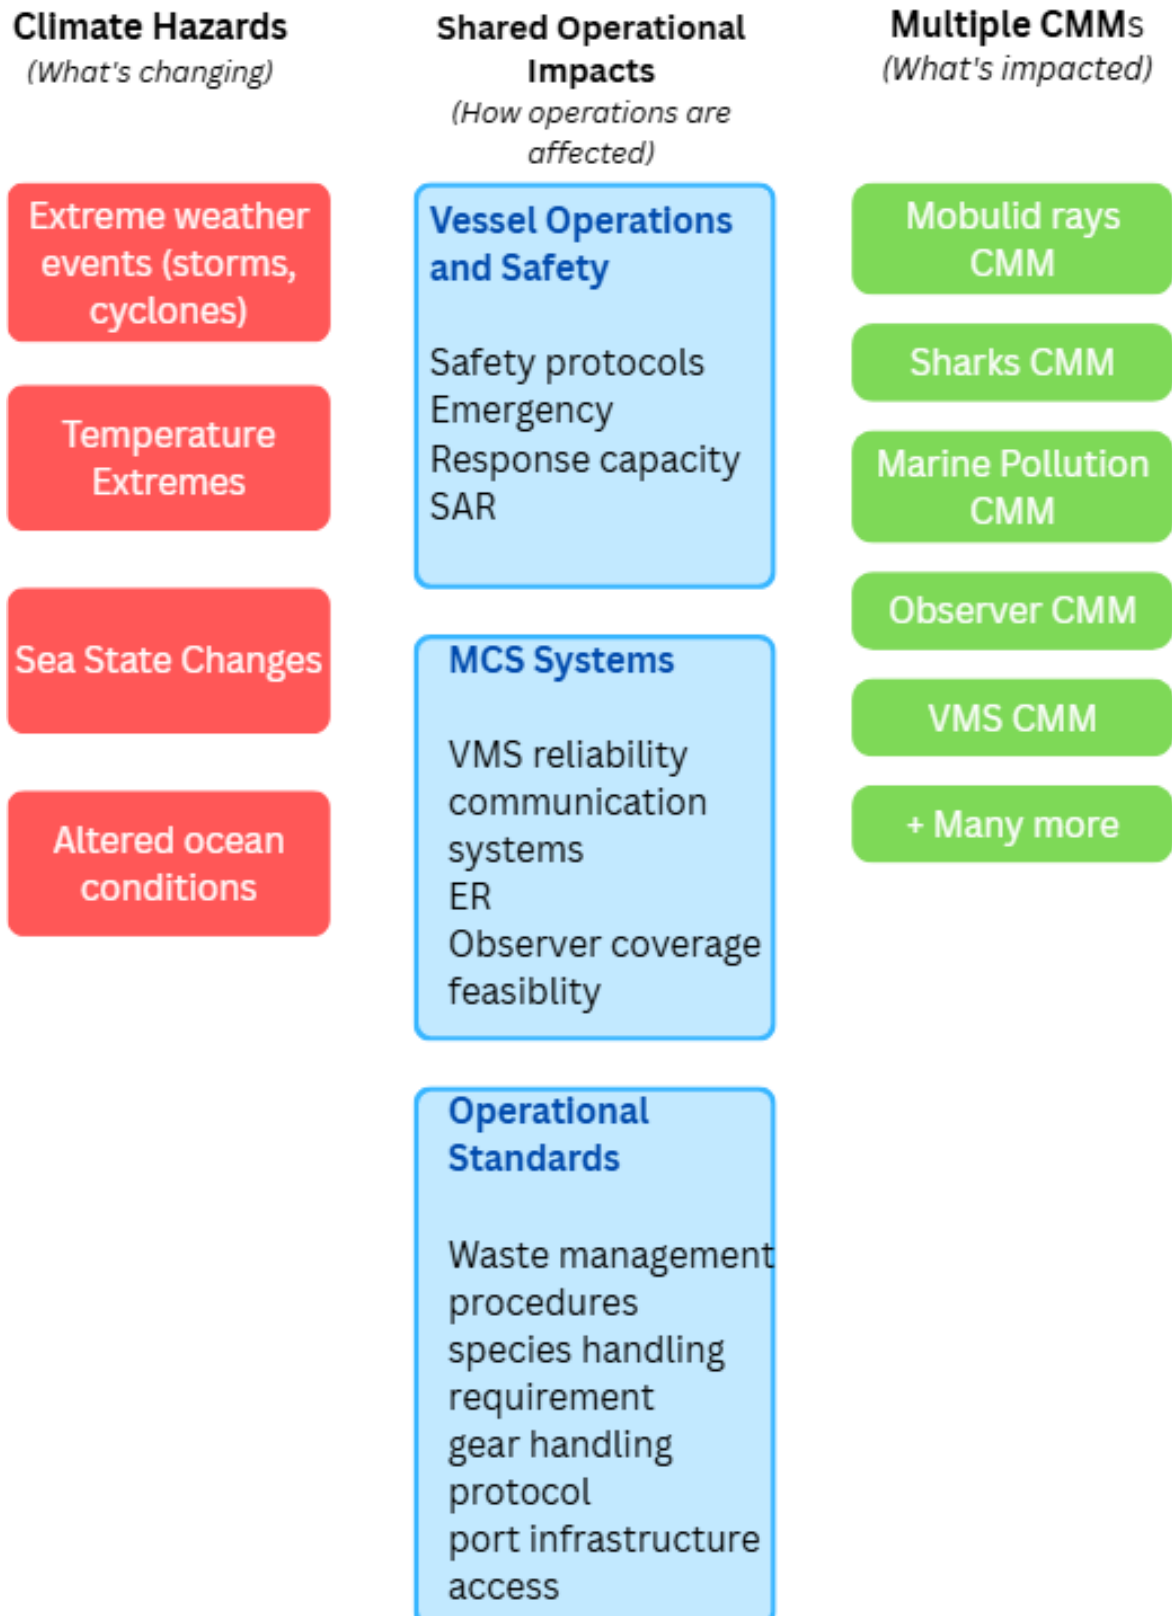 Climate Hazards
(What's changing)
Extreme weather
events (storms,
cyclones)
Temperature
Extremes
Sea State Changes
Altered ocean
conditions
Shared Operational
Impacts
(How operations are
affected)
Vessel Operations
and Safety
Safety protocols
Emergency
Response capacity
SAR
MCS Systems
VMS reliability
communication
systems
ER
Observer coverage
feasiblity
Operational
Standards
Waste management
procedures
species handling
requirement
gear handling
protocol
port infrastructure
access
Multiple CMMs
(What's impacted)
Mobulid rays
CMM
Sharks CMM
Marine Pollution
CMM
Observer CMM
VMS CMM
+ Many more